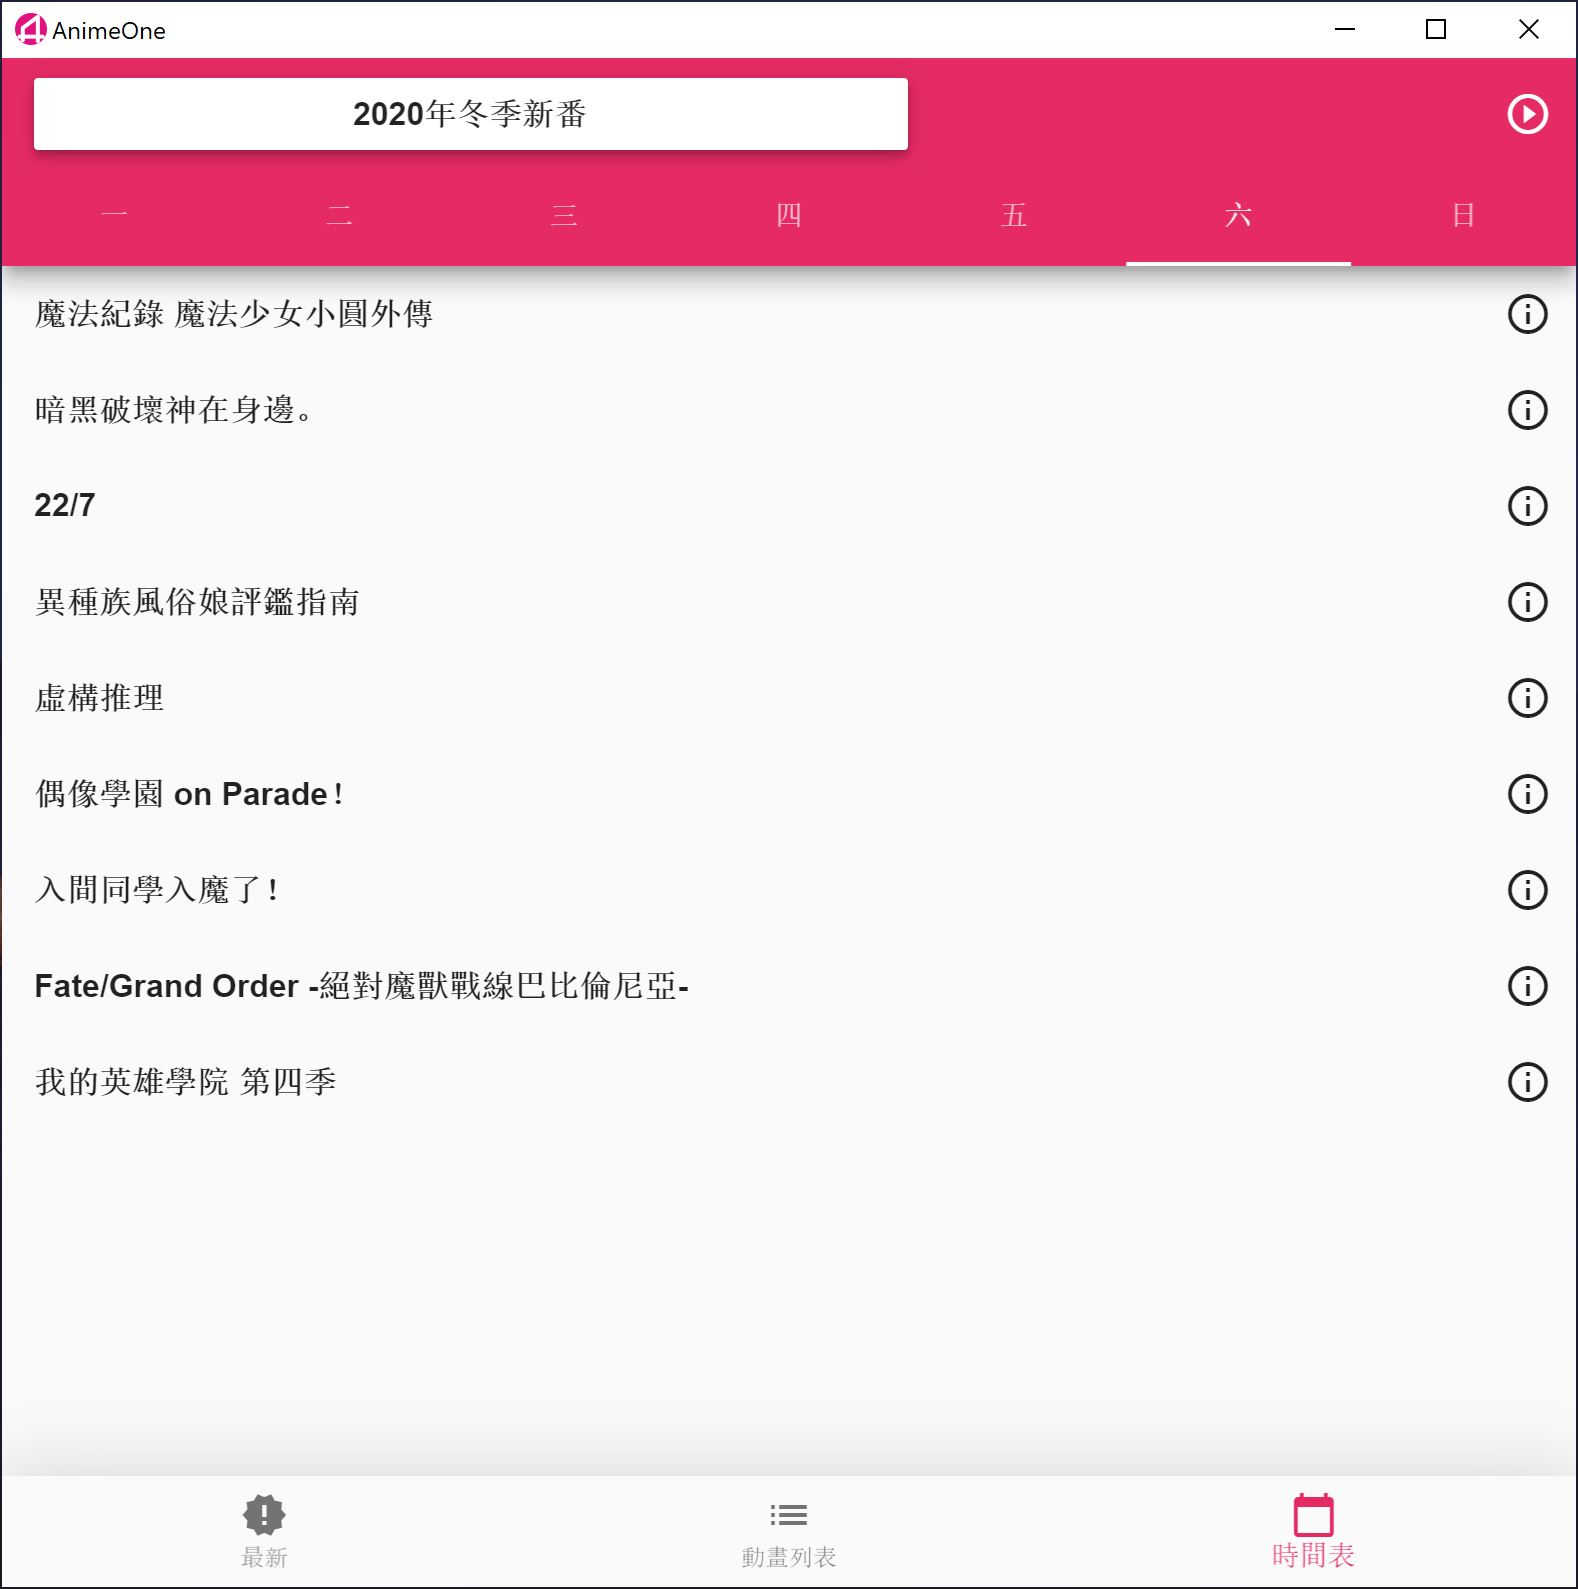 AnimeOne
2020年冬季新番
一 二 三 四 五 六 日
魔法紀錄 魔法少女小圓外傳
暗黑破壞神在身邊。
22/7
異種族風俗娘評鑑指南
虛構推理
偶像學園 on Parade！
入間同學入魔了！
Fate/Grand Order -絕對魔獸戰線巴比倫尼亞-
我的英雄學院 第四季
最新 動畫列表 時間表